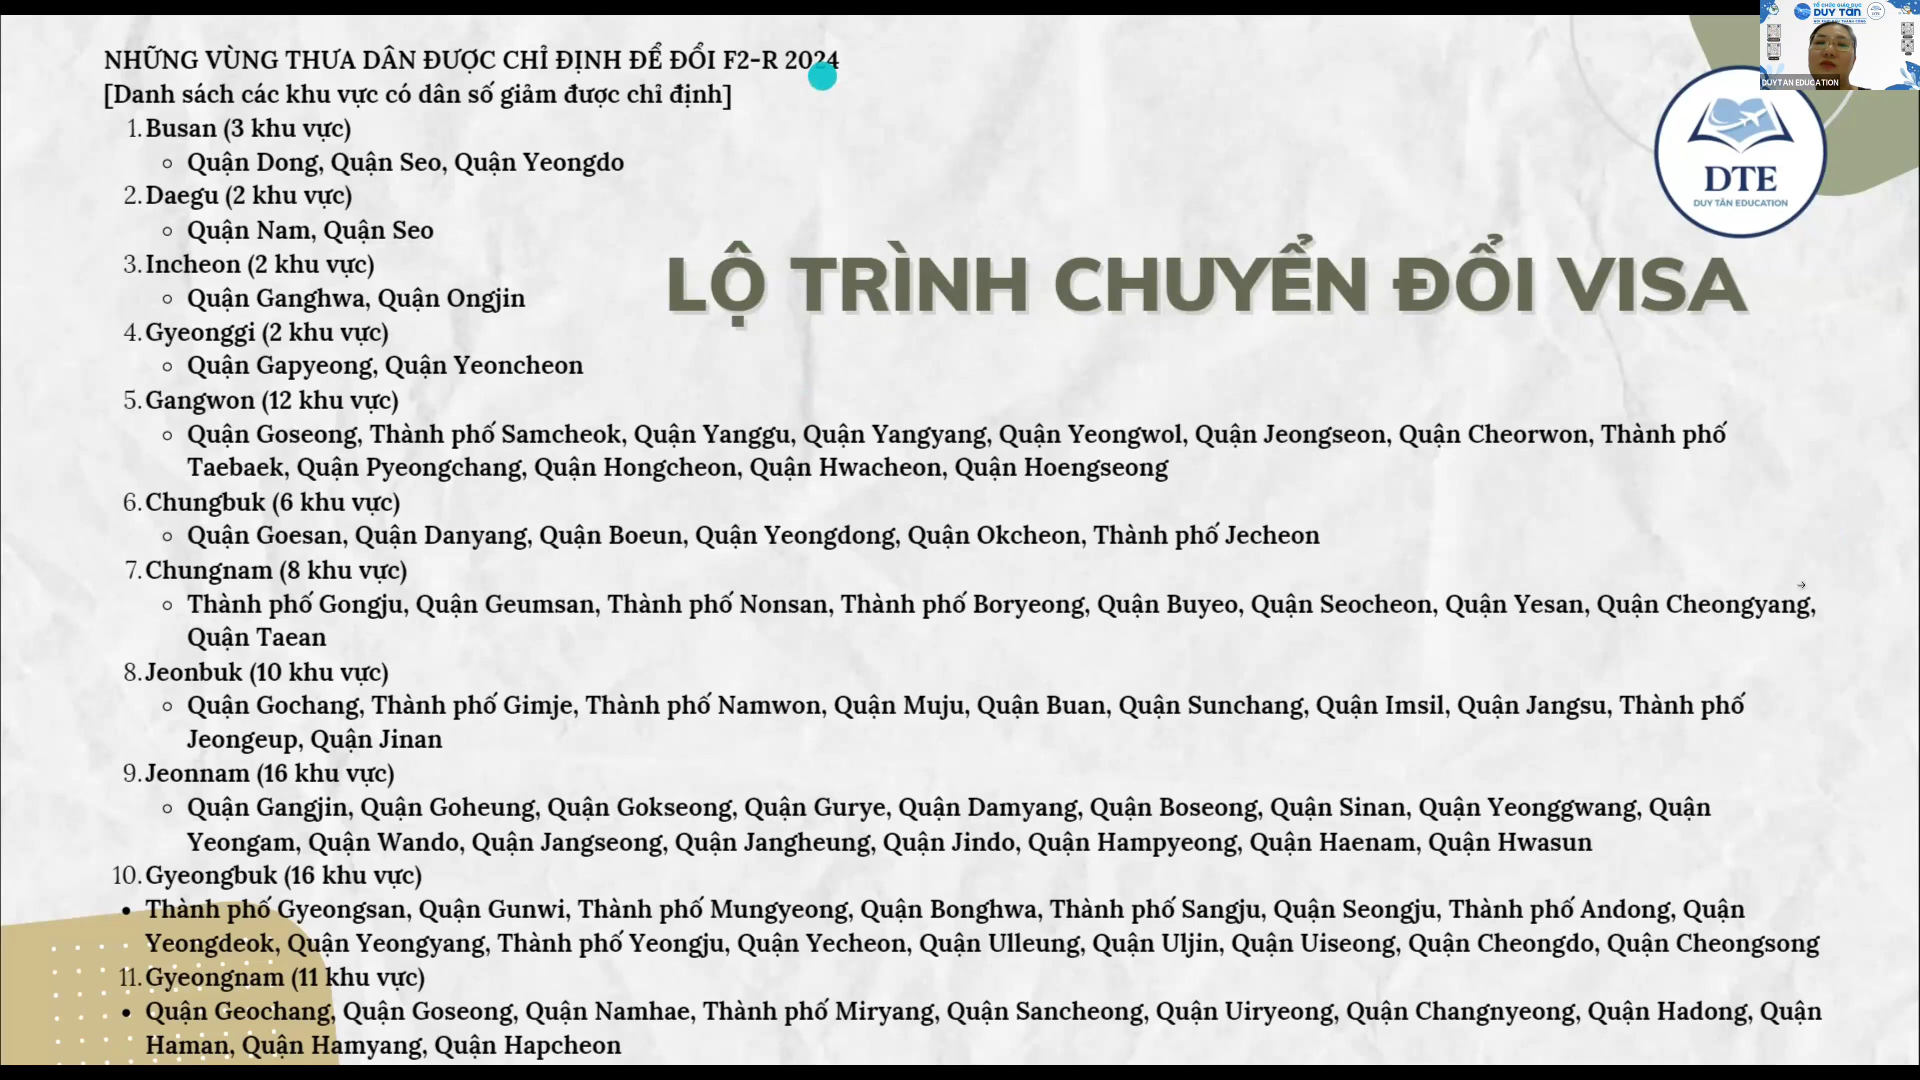 NHỮNG VÙNG THƯA DÂN ĐƯỢC CHỈ ĐỊNH ĐỂ ĐỔI F2-R 2024
[Danh sách các khu vực có dân số giảm được chỉ định]
1. Busan (3 khu vực)
Quận Dong, Quận Seo, Quận Yeongdo
2. Daegu (2 khu vực)
Quận Nam, Quận Seo
3. Incheon (2 khu vực)
Quận Ganghwa, Quận Ongjin
4. Gyeonggi (2 khu vực)
Quận Gapyeong, Quận Yeoncheon
5. Gangwon (12 khu vực)
Quận Goseong, Thành phố Samcheok, Quận Yanggu, Quận Yangyang, Quận Yeongwol, Quận Jeongseon, Quận Cheorwon, Thành phố
Taebaek, Quận Pyeongchang, Quận Hongcheon, Quận Hwacheon, Quận Hoengseong
6. Chungbuk (6 khu vực)
Quận Goesan, Quận Danyang, Quận Boeun, Quận Yeongdong, Quận Okcheon, Thành phố Jecheon
7. Chungnam (8 khu vực)
Thành phố Gongju, Quận Geumsan, Thành phố Nonsan, Thành phố Boryeong, Quận Buyeo, Quận Seocheon, Quận Yesan, Quận Cheongyang,
Quận Taean
8. Jeonbuk (10 khu vực)
Quận Gochang, Thành phố Gimje, Thành phố Namwon, Quận Muju, Quận Buan, Quận Sunchang, Quận Imsil, Quận Jangsu, Thành phố
Jeongeup, Quận Jinan
9. Jeonnam (16 khu vực)
Quận Gangjin, Quận Goheung, Quận Gokseong, Quận Gurye, Quận Damyang, Quận Boseong, Quận Sinan, Quận Yeonggwang, Quận
Yeongam, Quận Wando, Quận Jangseong, Quận Jangheung, Quận Jindo, Quận Hampyeong, Quận Haenam, Quận Hwasun
10. Gyeongbuk (16 khu vực)
Thành phố Gyeongsan, Quận Gunwi, Thành phố Mungyeong, Quận Bonghwa, Thành phố Sangju, Quận Seongju, Thành phố Andong, Quận
Yeongdeok, Quận Yeongyang, Thành phố Yeongju, Quận Yecheon, Quận Ulleung, Quận Uljin, Quận Uiseong, Quận Cheongdo, Quận Cheongsong
11. Gyeongnam (11 khu vực)
Quận Geochang, Quận Goseong, Quận Namhae, Thành phố Miryang, Quận Sancheong, Quận Uiryeong, Quận Changnyeong, Quận Hadong, Quận
Haman, Quận Hamyang, Quận Hapcheon
LỘ TRÌNH CHUYỂN ĐỔI VISA
DTE
DUY TÂN EDUCATION
TỔ CHỨC GIÁO DỤC
DUY TÂN
DUYTAN EDUCATION